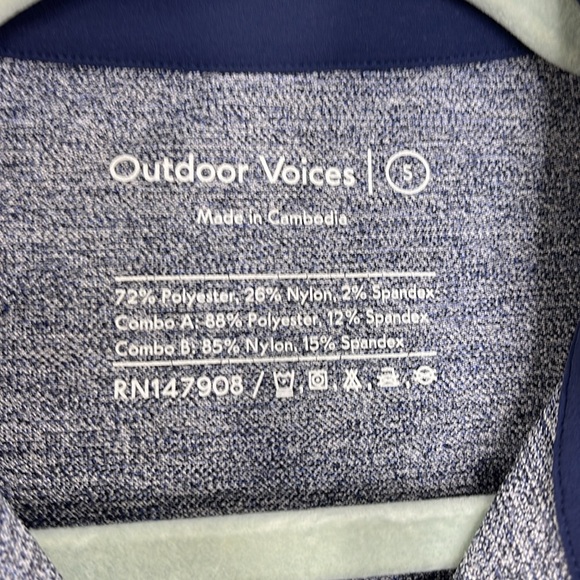 Outdoor Voices | S
Made in Cambodia
72% Polyester, 26% Nylon, 2% Spandex
Combo A: 88% Polyester, 12% Spandex
Combo B: 85% Nylon, 15% Spandex
RN147908 /